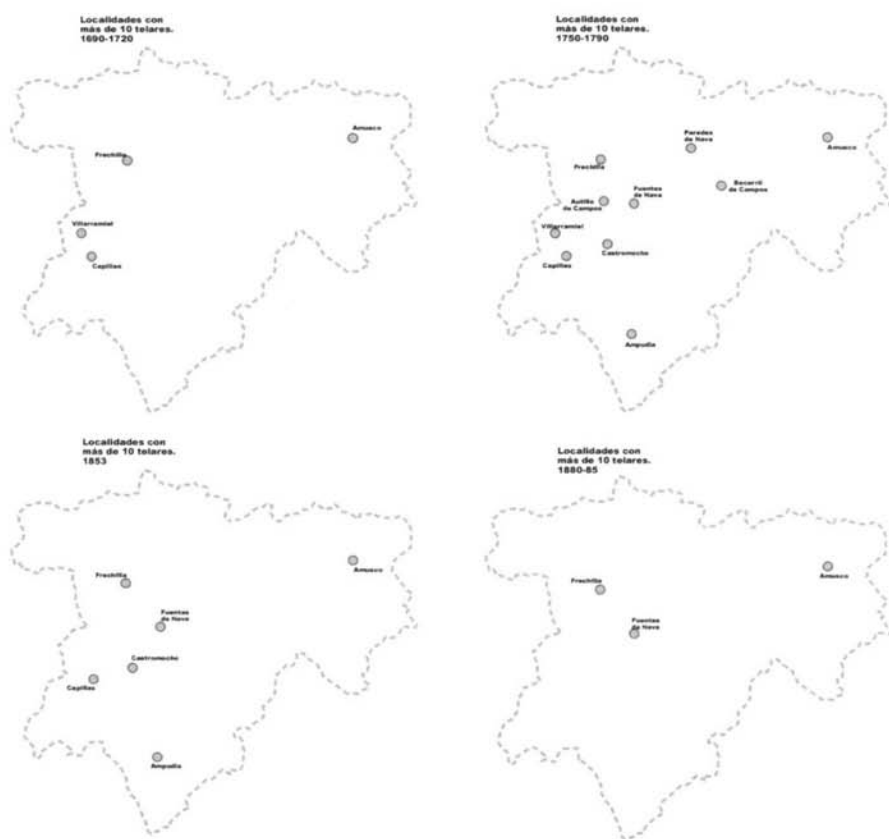 Localidades con
más de 10 telares.
1690-1720
Amusco
Frechilla
Villarramiel
Capillas
Localidades con
más de 10 telares.
1750-1790
Paredes
de Nava
Amusco
Frechilla
Becerril
de Campos
Fuentes
de Nava
Autillo
de Campos
Villarramiel
Castromocho
Capillas
Ampudia
Localidades con
más de 10 telares.
1853
Amusco
Frechilla
Fuentes
de Nava
Castromocho
Capillas
Ampudia
Localidades con
más de 10 telares.
1880-85
Amusco
Frechilla
Fuentes
de Nava